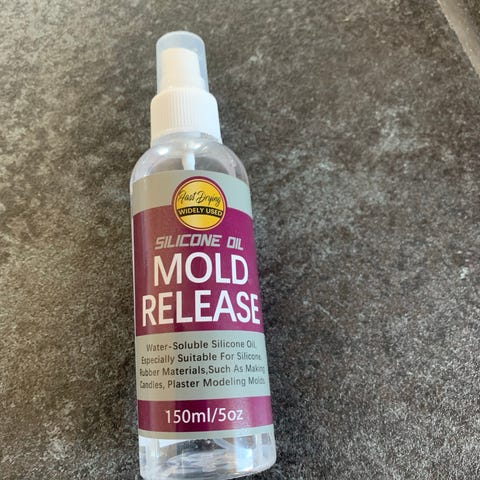 Fast Drying
WIDELY USED
SILICONE OIL
MOLD
RELEASE
Water-Soluble Silicone Oil,
Especially Suitable For Silicone
Rubber Materials,Such As Making
Candles, Plaster Modeling Molds.
150ml/5oz